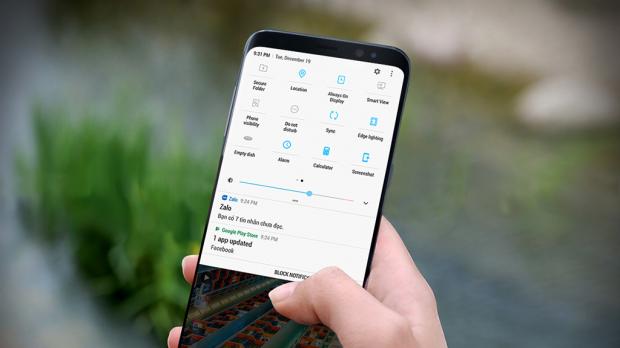 9:31 PM | Tue, December 19
Secure Folder
Location
Always On Display
Smart View
Phone visibility
Do not disturb
Sync
Edge lighting
Empty dish
Alarm
Calculator
Screenshot
Zalo 9:24 PM
Zalo
Bạn có 7 tin nhắn chưa đọc.
Google Play Store 9:24 PM
1 app updated
Facebook
BLOCK NOTIFIC